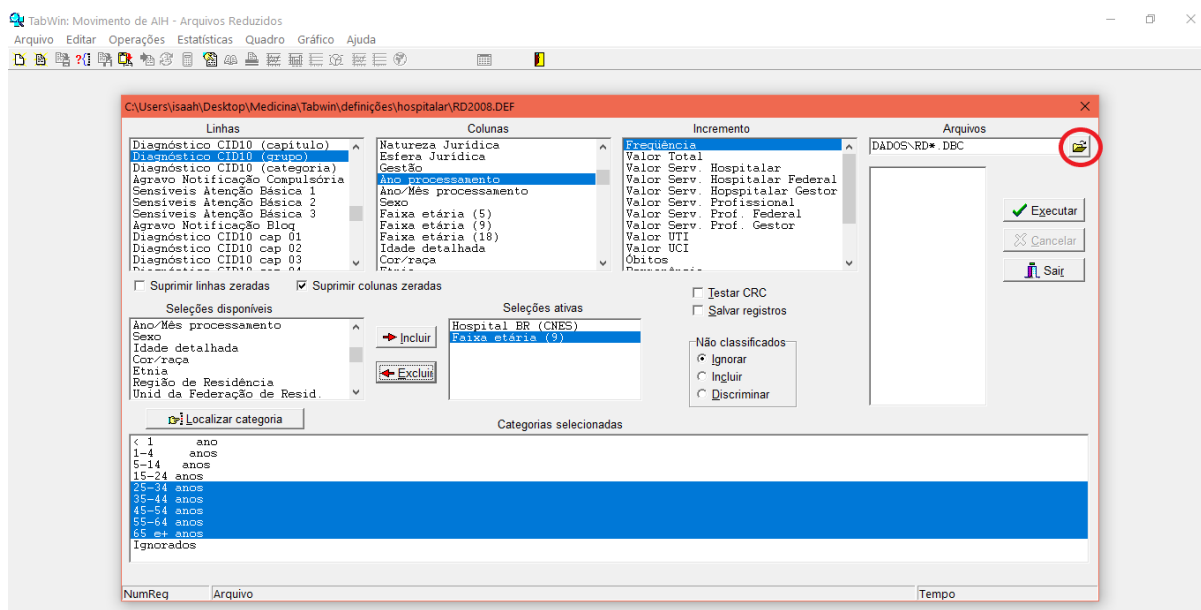 TabWin: Movimento de AIH - Arquivos Reduzidos
Arquivo Editar Operações Estatísticas Quadro Gráfico Ajuda
C:\Users\isaah\Desktop\Medicina\Tabwin\definições\hospitalar\RD2008.DEF
Linhas
Diagnóstico CID10 (capítulo)
Diagnóstico CID10 (grupo)
Diagnóstico CID10 (categoria)
Agravo Notificação Compulsória
Sensíveis Atenção Básica 1
Sensíveis Atenção Básica 2
Sensíveis Atenção Básica 3
Agravo Notificação Bloq
Diagnóstico CID10 cap 01
Diagnóstico CID10 cap 02
Diagnóstico CID10 cap 03
Colunas
Natureza Jurídica
Esfera Jurídica
Gestão
Ano processamento
Ano/Mês processamento
Sexo
Faixa etária (5)
Faixa etária (9)
Faixa etária (18)
Idade detalhada
Cor/raça
Incremento
Freqüência
Valor Total
Valor Serv. Hospitalar
Valor Serv. Hospitalar Federal
Valor Serv. Hopspitalar Gestor
Valor Serv. Profissional
Valor Serv. Prof. Federal
Valor Serv. Prof. Gestor
Valor UTI
Valor UCI
Óbitos
Arquivos
DADOS\RD*.DBC
Executar
Cancelar
Sair
Suprimir linhas zeradas
Suprimir colunas zeradas
Testar CRC
Salvar registros
Seleções disponíveis
Ano/Mês processamento
Sexo
Idade detalhada
Cor/raça
Etnia
Região de Residência
Unid da Federação de Resid.
Incluir
Excluir
Seleções ativas
Hospital BR (CNES)
Faixa etária (9)
Não classificados
Ignorar
Incluir
Discriminar
Localizar categoria
Categorias selecionadas
< 1 ano
1-4 anos
5-14 anos
15-24 anos
25-34 anos
35-44 anos
45-54 anos
55-64 anos
65 e+ anos
Ignorados
NumReg
Arquivo
Tempo